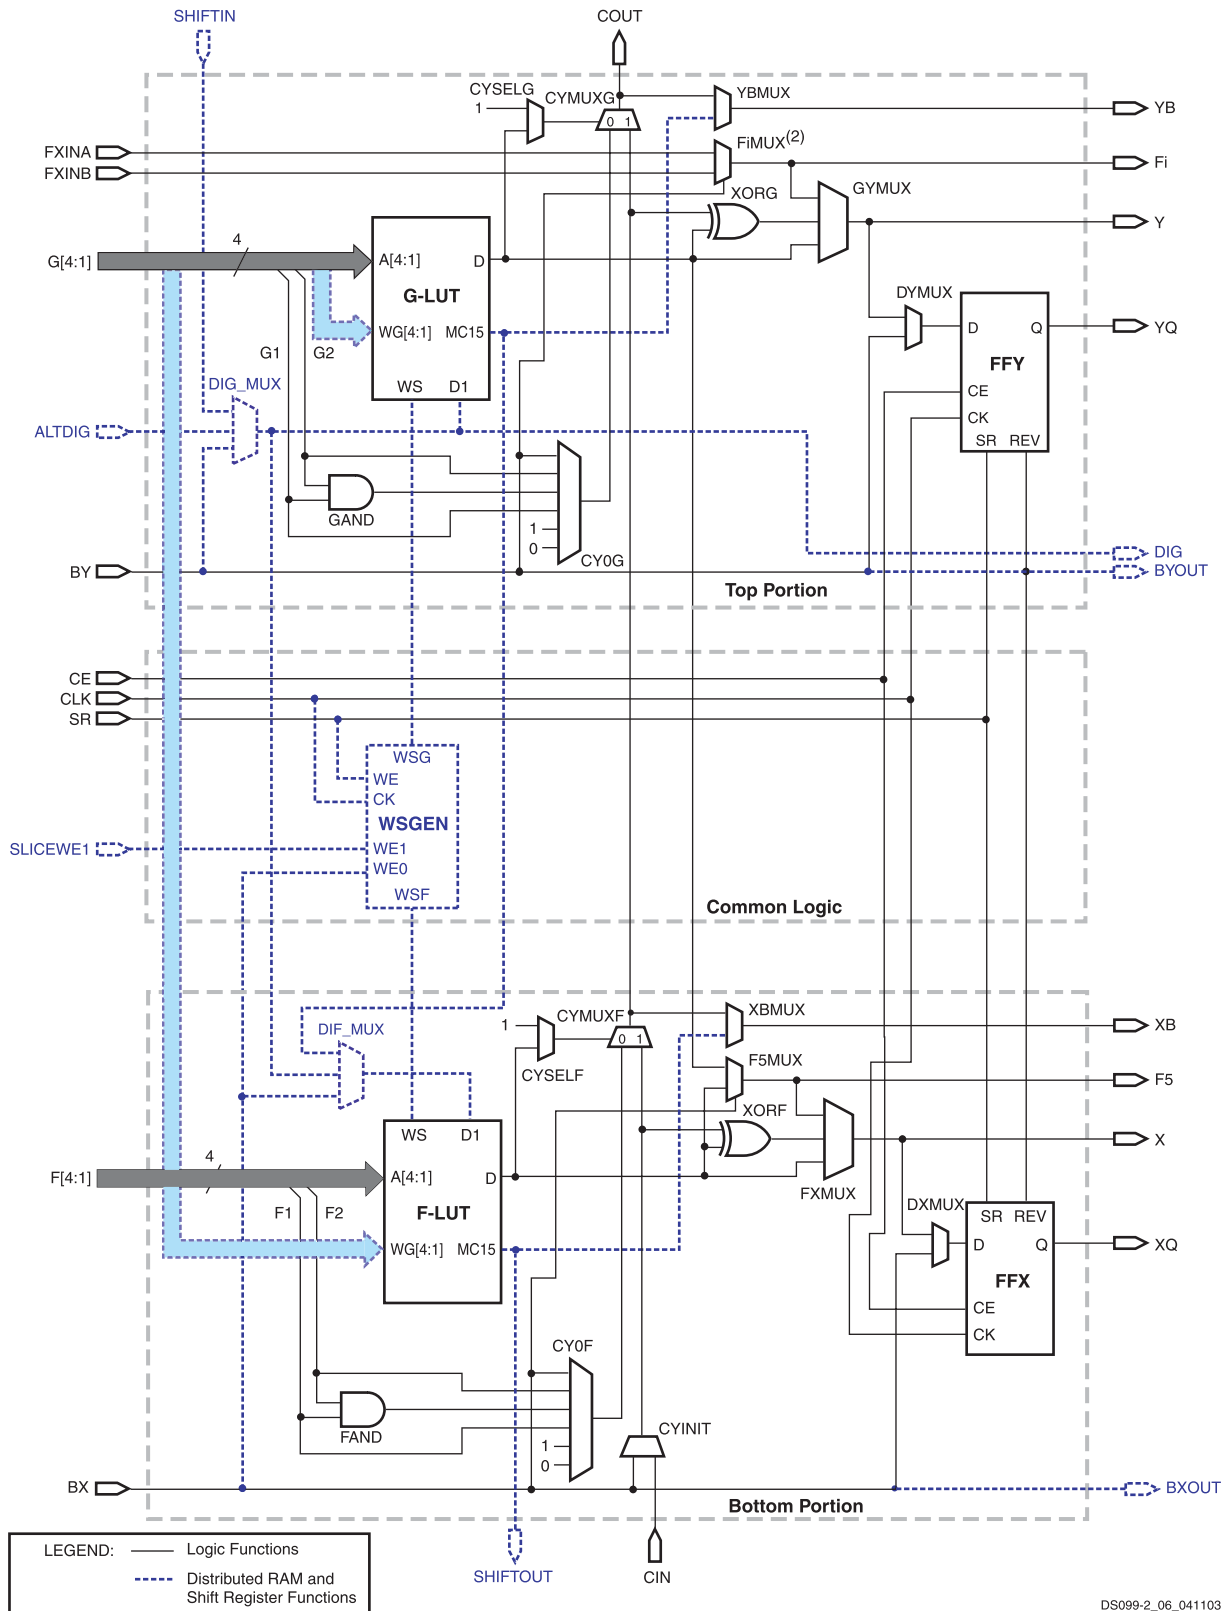 SHIFTIN
COUT
CYSELG
CYMUXG
YBMUX
1
0 1
YB
FXINA
FiMUX(2)
FXINB
Fi
XORG
GYMUX
Y
4
G[4:1]
A[4:1]
D
G-LUT
DYMUX
WG[4:1]
MC15
D
Q
YQ
G1
G2
FFY
DIG_MUX
WS
D1
CE
CK
ALTDIG
SR
REV
GAND
1
0
CY0G
DIG
BY
BYOUT
Top Portion
CE
CLK
SR
WSG
WE
CK
WSGEN
SLICEWE1
WE1
WE0
WSF
Common Logic
CYMUXF
XBMUX
1
DIF_MUX
0 1
XB
CYSELF
F5MUX
F5
XORF
WS
D1
X
4
F[4:1]
A[4:1]
D
FXMUX
F1
F2
F-LUT
DXMUX
SR
REV
WG[4:1]
MC15
D
Q
XQ
FFX
CE
CK
CY0F
FAND
1
0
CYINIT
BX
BXOUT
Bottom Portion
LEGEND:
Logic Functions
Distributed RAM and
Shift Register Functions
SHIFTOUT
CIN
DS099-2_06_041103